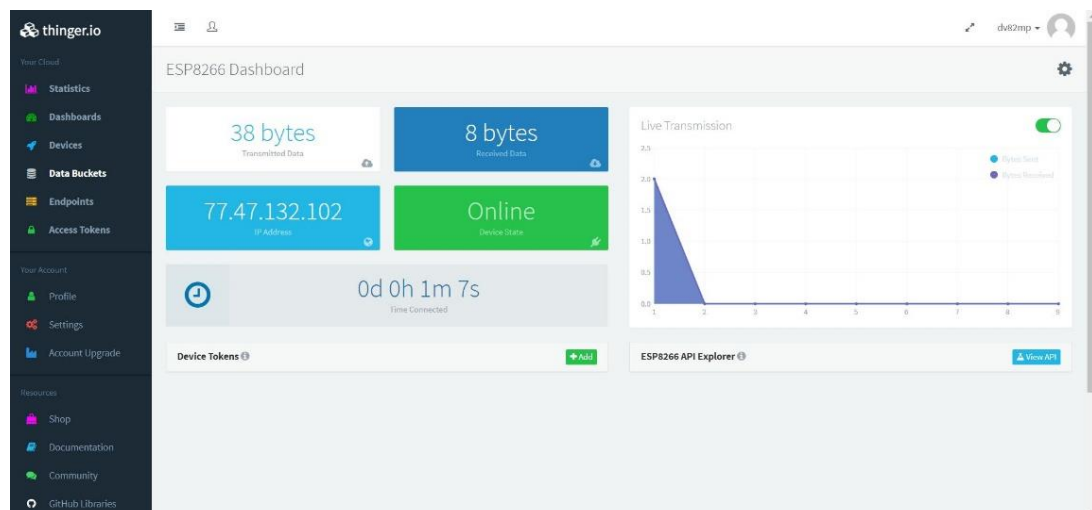 thinger.io
dv82mp
Your Cloud
Statistics
Dashboards
Devices
Data Buckets
Endpoints
Access Tokens
Your Account
Profile
Settings
Account Upgrade
Resources
Shop
Documentation
Community
GitHub Libraries
ESP8266 Dashboard
38 bytes
Transmitted Data
8 bytes
Received Data
77.47.132.102
IP Address
Online
Device State
0d 0h 1m 7s
Time Connected
Live Transmission
Bytes Sent
Bytes Received
2,5
2,0
1,5
1,0
0,5
0,0
1 2 3 4 5 6 7 8 9
Device Tokens
Add
ESP8266 API Explorer
View API